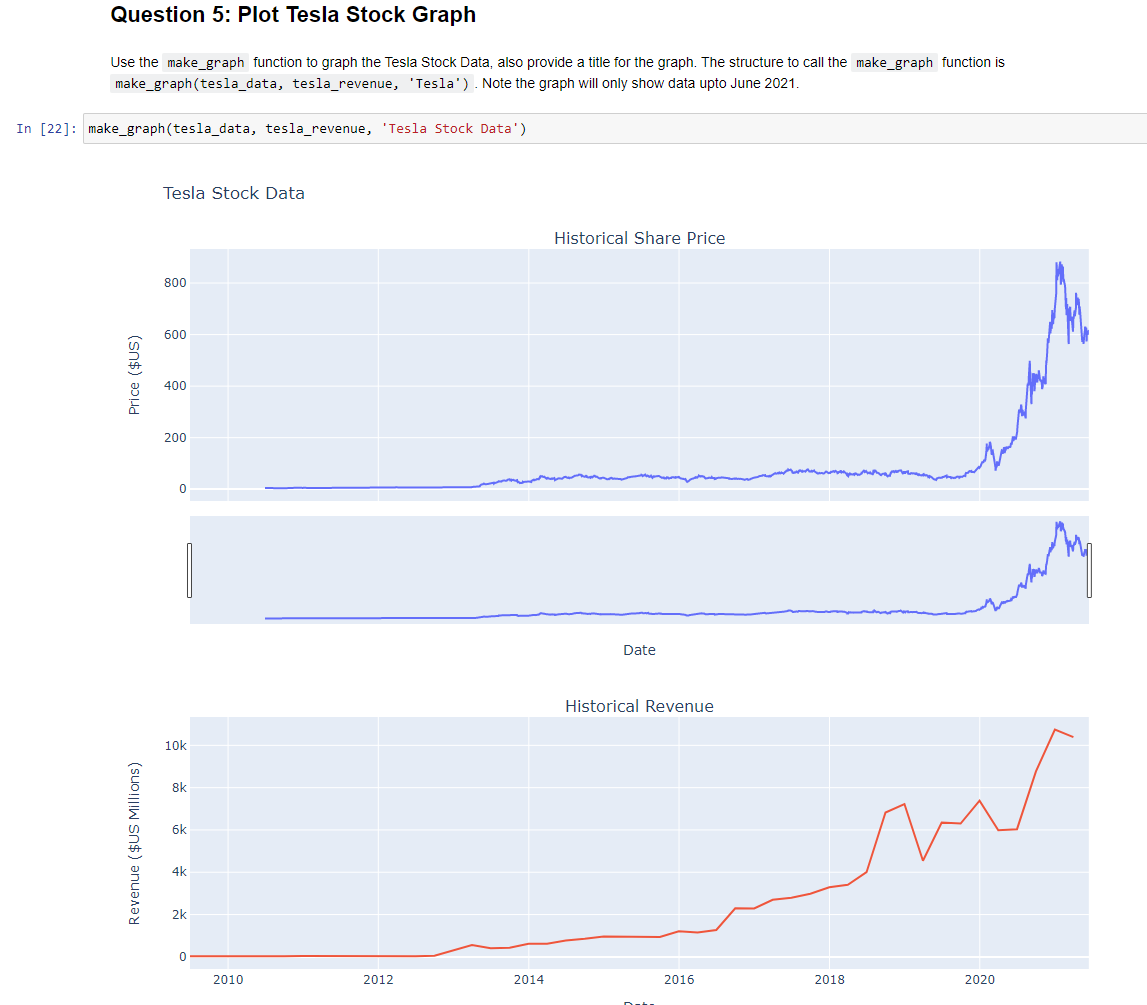 Question 5: Plot Tesla Stock Graph
Use the make_graph function to graph the Tesla Stock Data, also provide a title for the graph. The structure to call the make_graph function is
make_graph(tesla_data, tesla_revenue, 'Tesla') . Note the graph will only show data upto June 2021.
In [22]: make_graph(tesla_data, tesla_revenue, 'Tesla Stock Data')
Tesla Stock Data
Historical Share Price
800
600
400
200
0
Price ($US)
Date
Historical Revenue
10k
8k
6k
4k
2k
0
Revenue ($US Millions)
2010 2012 2014 2016 2018 2020
Date